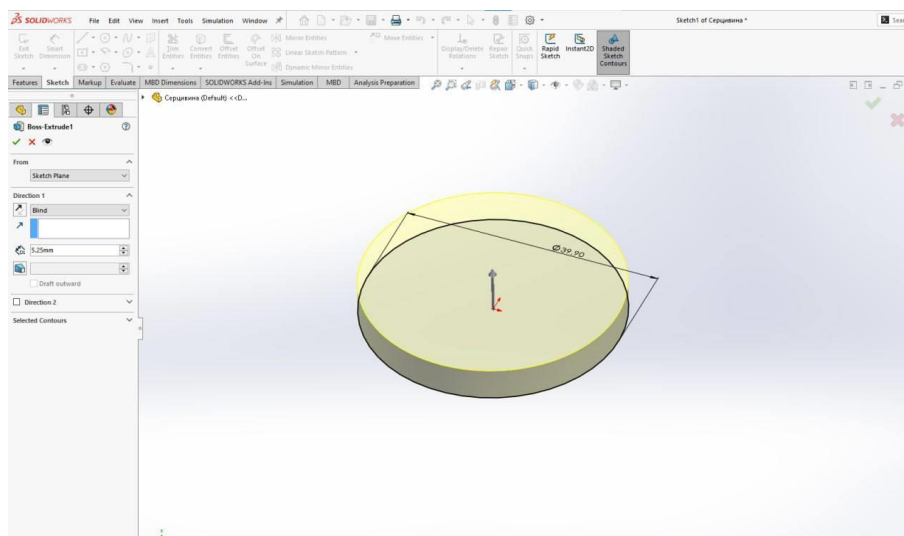 SOLIDWORKS File Edit View Insert Tools Simulation Window
Sketch1 of Серцивина *
Exit Sketch
Smart Dimension
Trim Entities
Convert Entities
Offset Entities
Offset On Surface
Mirror Entities
Linear Sketch Pattern
Dynamic Mirror Entities
Move Entities
Display/Delete Relations
Repair Sketch
Quick Snaps
Rapid Sketch
Instant2D
Shaded Sketch Contours
Features Sketch Markup Evaluate MBD Dimensions SOLIDWORKS Add-Ins Simulation MBD Analysis Preparation
Серцивина (Default) <<D...
Boss-Extrude1
From
Sketch Plane
Direction 1
Blind
5.25mm
Draft outward
Direction 2
Selected Contours
Ø39,90